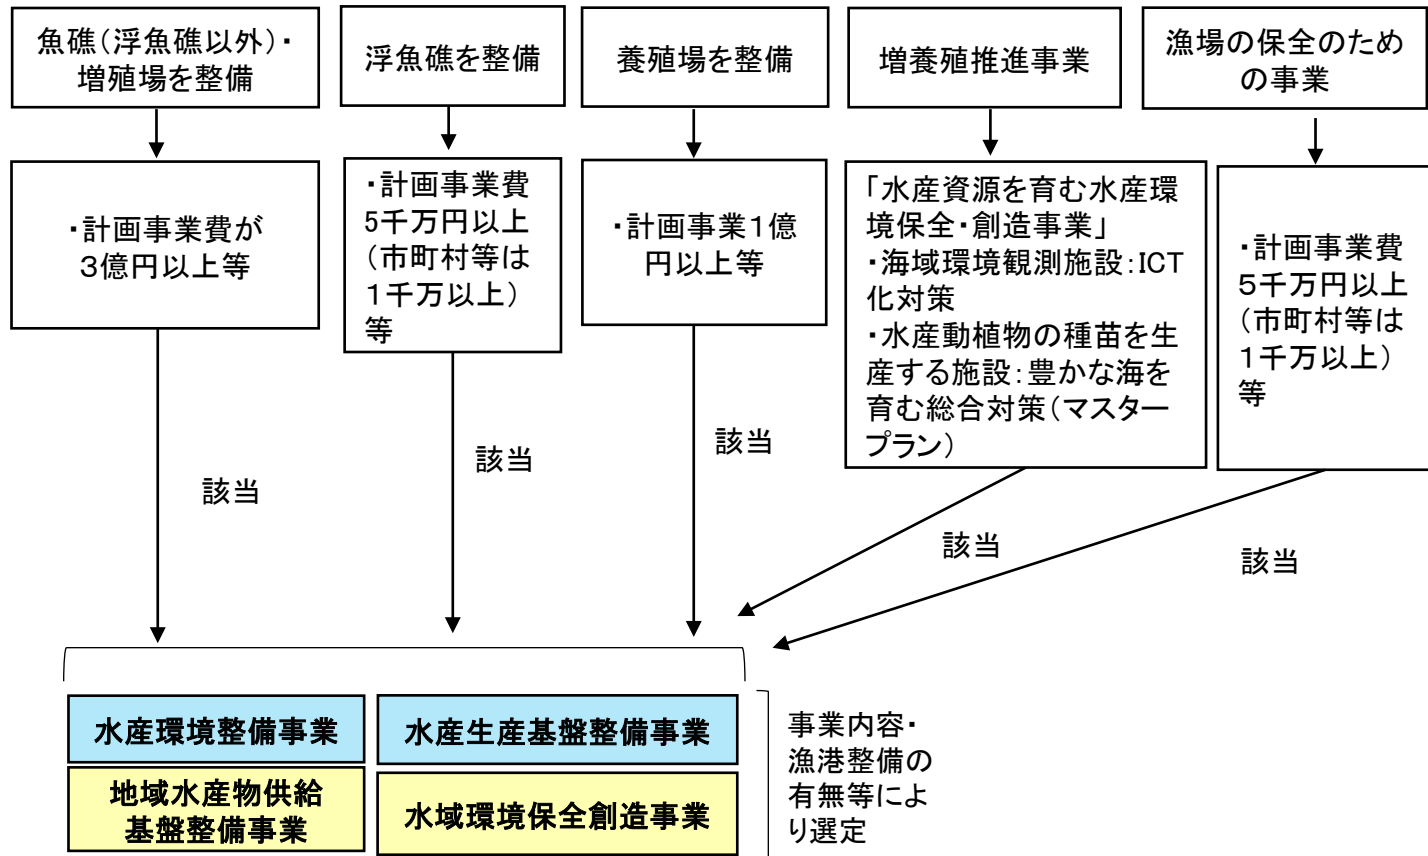 魚礁（浮魚礁以外）・
増殖場を整備
浮魚礁を整備
養殖場を整備
増養殖推進事業
漁場の保全のため
の事業
・計画事業費が
３億円以上等
・計画事業費
5千万円以上
（市町村等は
１千万以上）
等
・計画事業１億
円以上等
「水産資源を育む水産環
境保全・創造事業」
・海域環境観測施設：ICT
化対策
・水産動植物の種苗を生
産する施設：豊かな海を
育む総合対策（マスター
プラン）
・計画事業費
5千万円以上
（市町村等は
１千万以上）
等
該当
該当
該当
該当
該当
水産環境整備事業
水産生産基盤整備事業
地域水産物供給
基盤整備事業
水域環境保全創造事業
事業内容・
漁港整備の
有無等によ
り選定